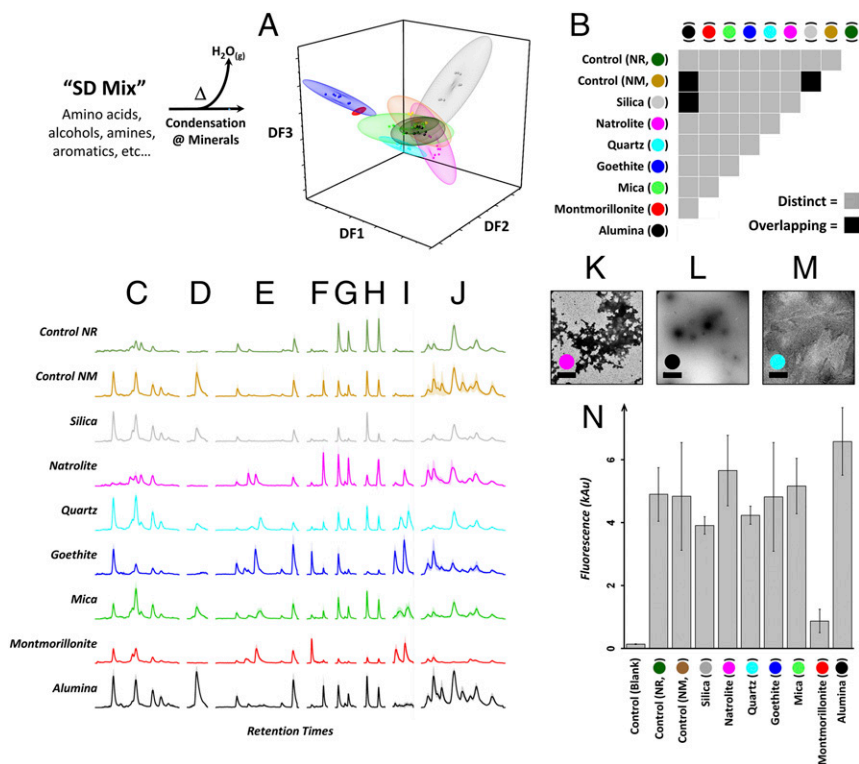 A
B
H₂O(g)
"SD Mix"
Δ
Amino acids,
alcohols, amines,
aromatics, etc...
Condensation
@ Minerals
DF3
DF1
DF2
Control (NR, )
Control (NM, )
Silica ( )
Natrolite ( )
Quartz ( )
Goethite ( )
Mica ( )
Montmorillonite ( )
Alumina ( )
Distinct =
Overlapping =
C D E F G H I J
Control NR
Control NM
Silica
Natrolite
Quartz
Goethite
Mica
Montmorillonite
Alumina
Retention Times
K L M
N
Fluorescence (kAu)
6
4
2
0
Control (Blank)
Control (NR, )
Control (NM, )
Silica ( )
Natrolite ( )
Quartz ( )
Goethite ( )
Mica ( )
Montmorillonite ( )
Alumina ( )